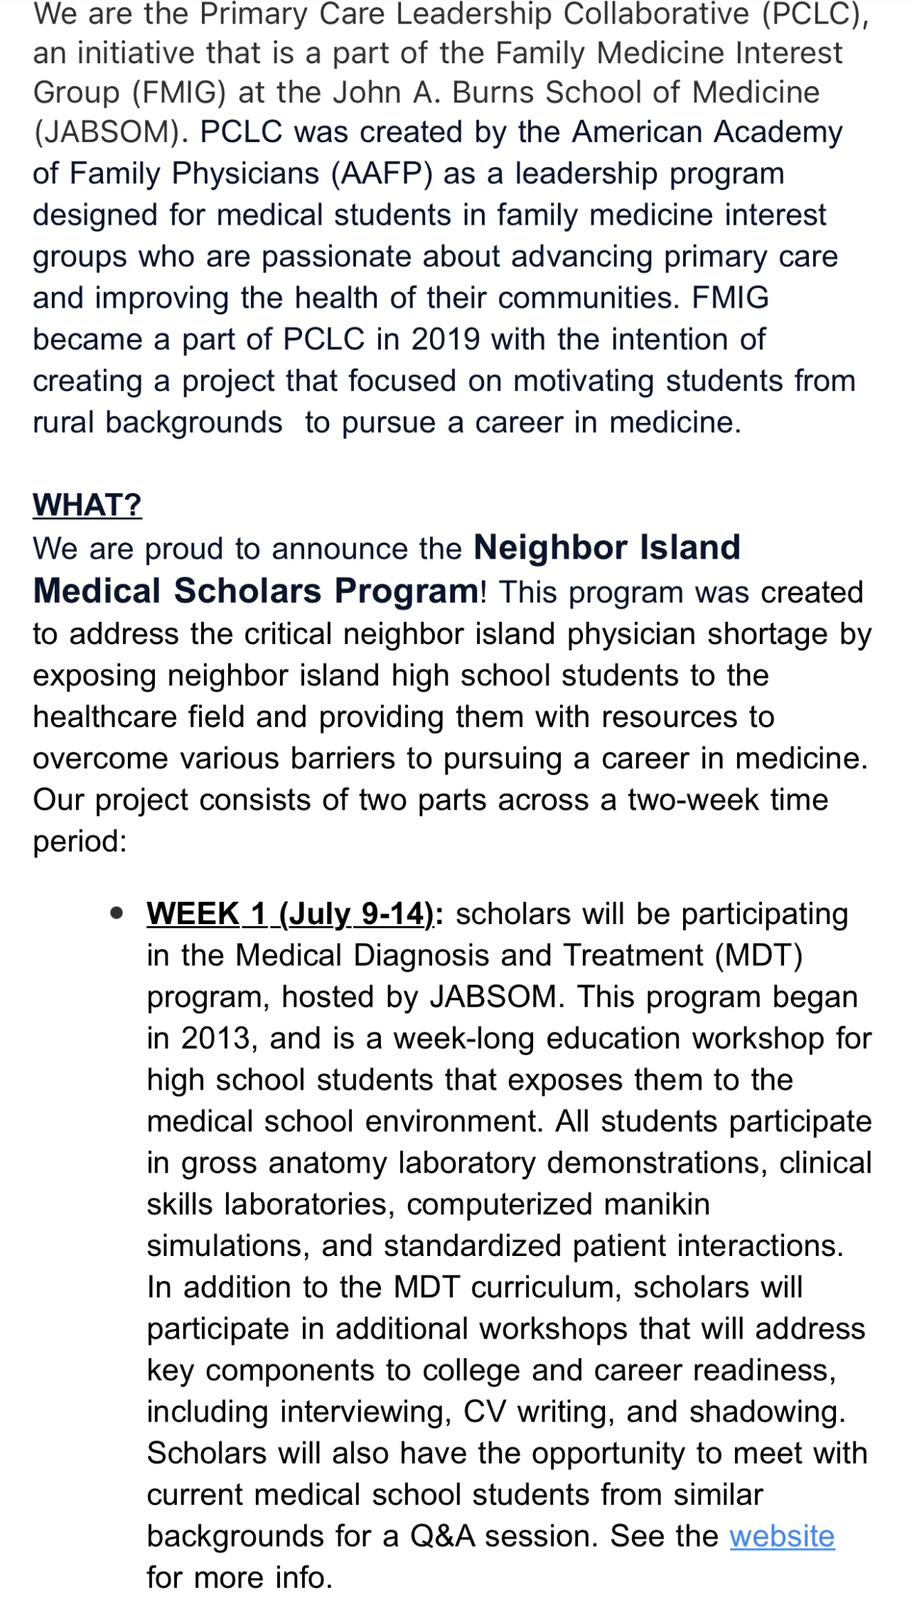 We are the Primary Care Leadership Collaborative (PCLC),
an initiative that is a part of the Family Medicine Interest
Group (FMIG) at the John A. Burns School of Medicine
(JABSOM). PCLC was created by the American Academy
of Family Physicians (AAFP) as a leadership program
designed for medical students in family medicine interest
groups who are passionate about advancing primary care
and improving the health of their communities. FMIG
became a part of PCLC in 2019 with the intention of
creating a project that focused on motivating students from
rural backgrounds  to pursue a career in medicine.
WHAT?
We are proud to announce the Neighbor Island
Medical Scholars Program! This program was created
to address the critical neighbor island physician shortage by
exposing neighbor island high school students to the
healthcare field and providing them with resources to
overcome various barriers to pursuing a career in medicine.
Our project consists of two parts across a two-week time
period:
• WEEK 1 (July 9-14): scholars will be participating
in the Medical Diagnosis and Treatment (MDT)
program, hosted by JABSOM. This program began
in 2013, and is a week-long education workshop for
high school students that exposes them to the
medical school environment. All students participate
in gross anatomy laboratory demonstrations, clinical
skills laboratories, computerized manikin
simulations, and standardized patient interactions.
In addition to the MDT curriculum, scholars will
participate in additional workshops that will address
key components to college and career readiness,
including interviewing, CV writing, and shadowing.
Scholars will also have the opportunity to meet with
current medical school students from similar
backgrounds for a Q&A session. See the website
for more info.